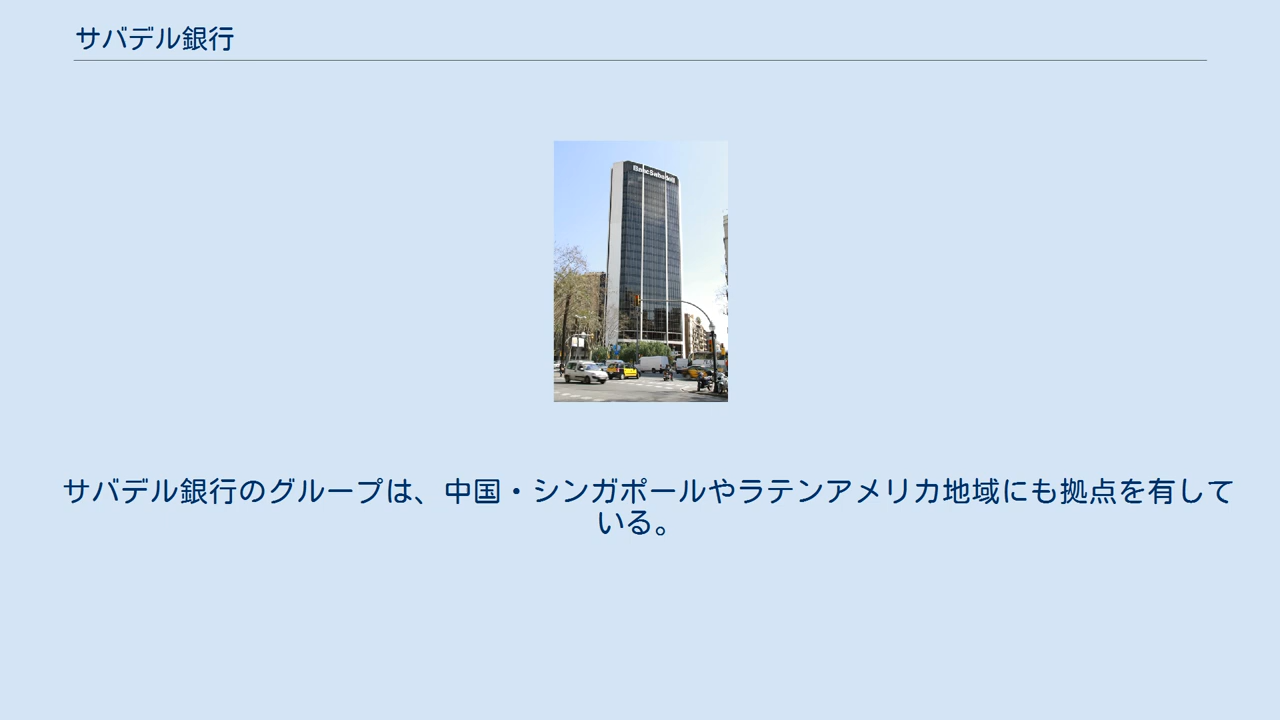 サバデル銀行
BancSabadell
サバデル銀行のグループは、中国・シンガポールやラテンアメリカ地域にも拠点を有して
いる。